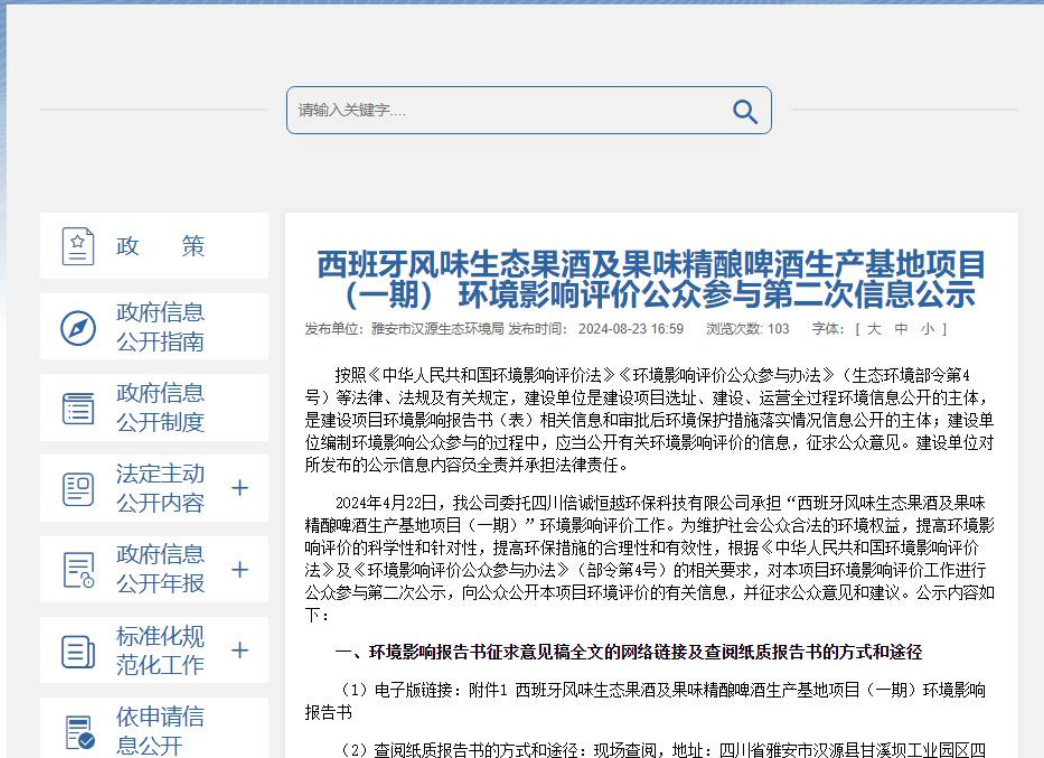 请输入关键字....
政 策
政府信息
公开指南
政府信息
公开制度
法定主动
公开内容
政府信息
公开年报
标准化规
范化工作
依申请信
息公开
西班牙风味生态果酒及果味精酿啤酒生产基地项目
（一期） 环境影响评价公众参与第二次信息公示
发布单位：雅安市汉源生态环境局 发布时间： 2024-08-23 16:59 浏览次数: 103 字体：[ 大 中 小 ]
按照《中华人民共和国环境影响评价法》《环境影响评价公众参与办法》（生态环境部令第4
号）等法律、法规及有关规定，建设单位是建设项目选址、建设、运营全过程环境信息公开的主体，
是建设项目环境影响报告书（表）相关信息和审批后环境保护措施落实情况信息公开的主体；建设单
位编制环境影响公众参与的过程中，应当公开有关环境影响评价的信息，征求公众意见。建设单位对
所发布的公示信息内容负全责并承担法律责任。
2024年4月22日，我公司委托四川倍诚恒越环保科技有限公司承担“西班牙风味生态果酒及果味
精酿啤酒生产基地项目（一期）”环境影响评价工作。为维护社会公众合法的环境权益，提高环境影
响评价的科学性和针对性，提高环保措施的合理性和有效性，根据《中华人民共和国环境影响评价
法》及《环境影响评价公众参与办法》（部令第4号）的相关要求，对本项目环境影响评价工作进行
公众参与第二次公示，向公众公开本项目环境评价的有关信息，并征求公众意见和建议。公示内容如
下：
一、环境影响报告书征求意见稿全文的网络链接及查阅纸质报告书的方式和途径
（1）电子版链接：附件1 西班牙风味生态果酒及果味精酿啤酒生产基地项目（一期）环境影响
报告书
（2）查阅纸质报告书的方式和途径：现场查阅，地址：四川省雅安市汉源县甘溪坝工业园区四